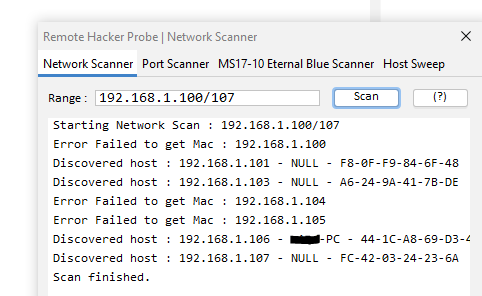 Remote Hacker Probe | Network Scanner
Network Scanner Port Scanner MS17-10 Eternal Blue Scanner Host Sweep
Range : 192.168.1.100/107 Scan (?)
Starting Network Scan : 192.168.1.100/107
Error Failed to get Mac : 192.168.1.100
Discovered host : 192.168.1.101 - NULL - F8-0F-F9-84-6F-48
Discovered host : 192.168.1.103 - NULL - A6-24-9A-41-7B-DE
Error Failed to get Mac : 192.168.1.104
Error Failed to get Mac : 192.168.1.105
Discovered host : 192.168.1.106 - -PC - 44-1C-A8-69-D3-4
Discovered host : 192.168.1.107 - NULL - FC-42-03-24-23-6A
Scan finished.